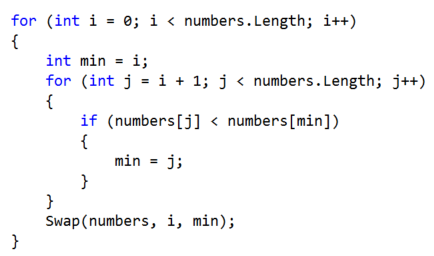 for (int i = 0; i < numbers.Length; i++)
{
    int min = i;
    for (int j = i + 1; j < numbers.Length; j++)
    {
        if (numbers[j] < numbers[min])
        {
            min = j;
        }
    }
    Swap(numbers, i, min);
}